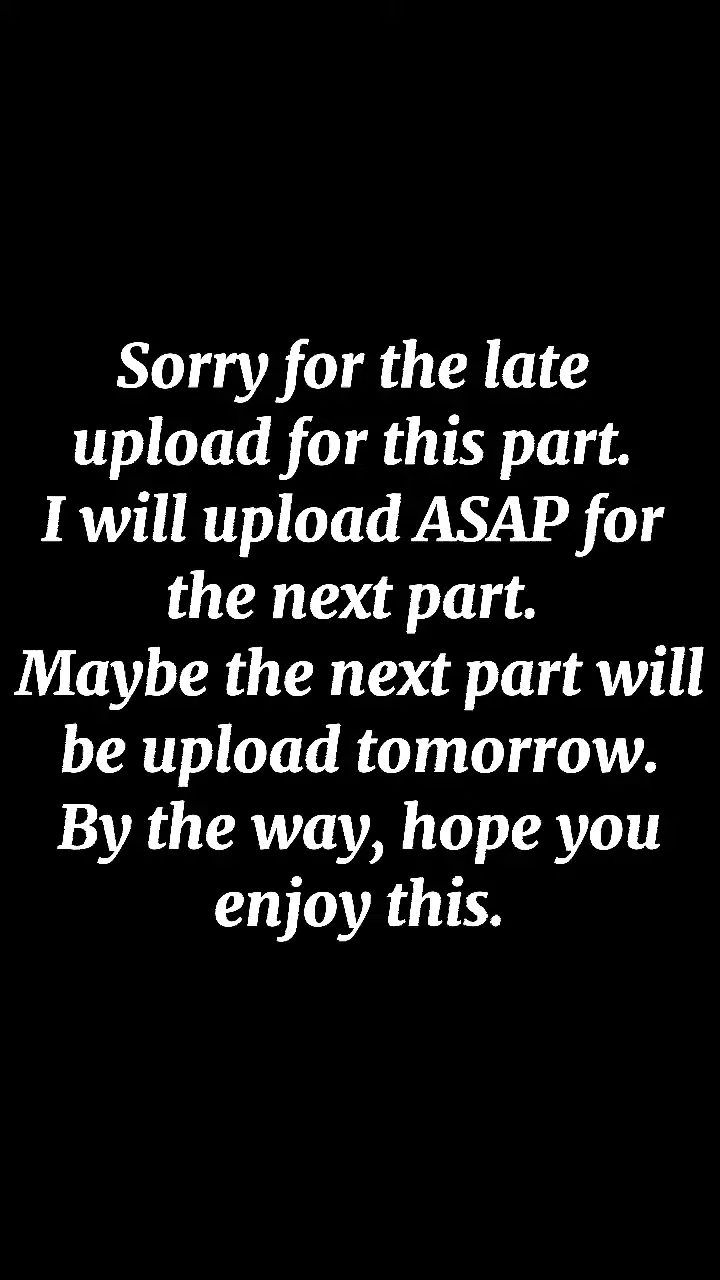 Sorry for the late
upload for this part.
I will upload ASAP for
the next part.
Maybe the next part will
be upload tomorrow.
By the way, hope you
enjoy this.